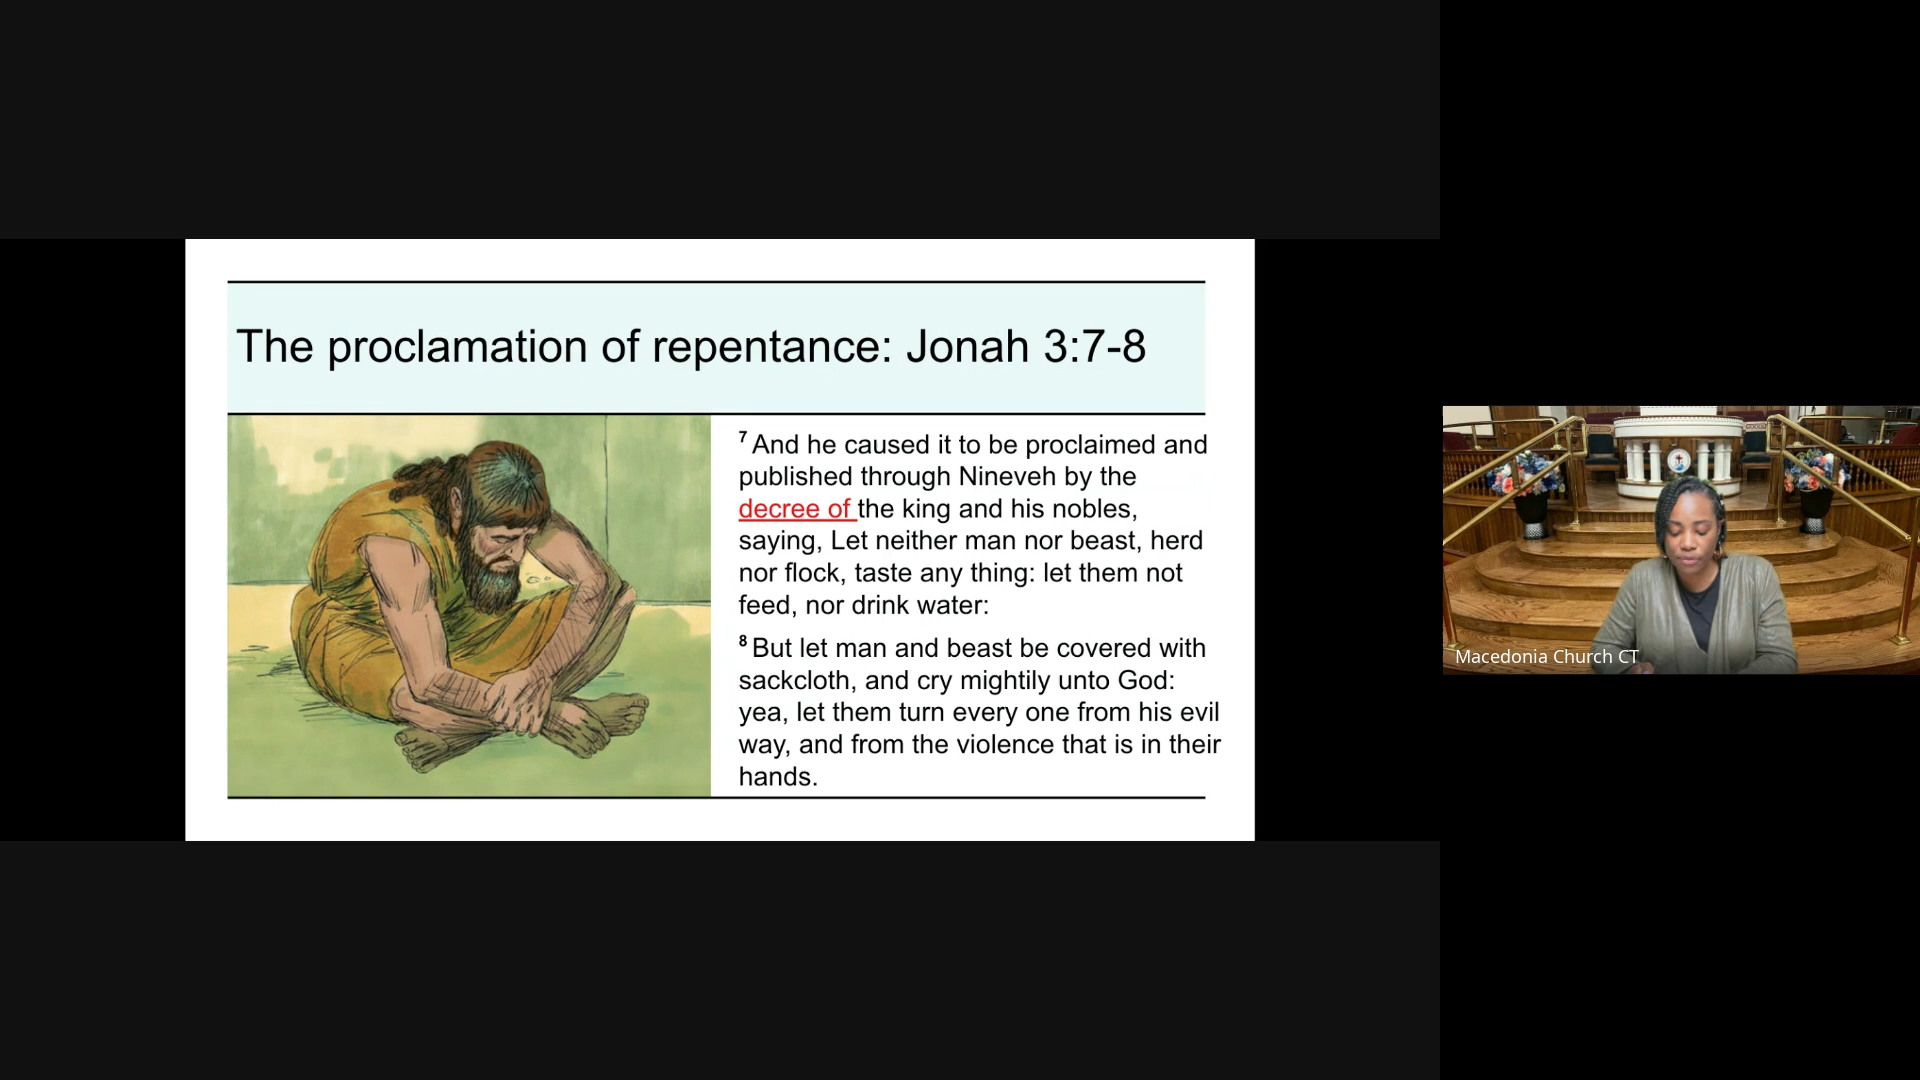 The proclamation of repentance: Jonah 3:7-8
7 And he caused it to be proclaimed and
published through Nineveh by the
decree of the king and his nobles,
saying, Let neither man nor beast, herd
nor flock, taste any thing: let them not
feed, nor drink water:
8 But let man and beast be covered with
sackcloth, and cry mightily unto God:
yea, let them turn every one from his evil
way, and from the violence that is in their
hands.
Macedonia Church CT